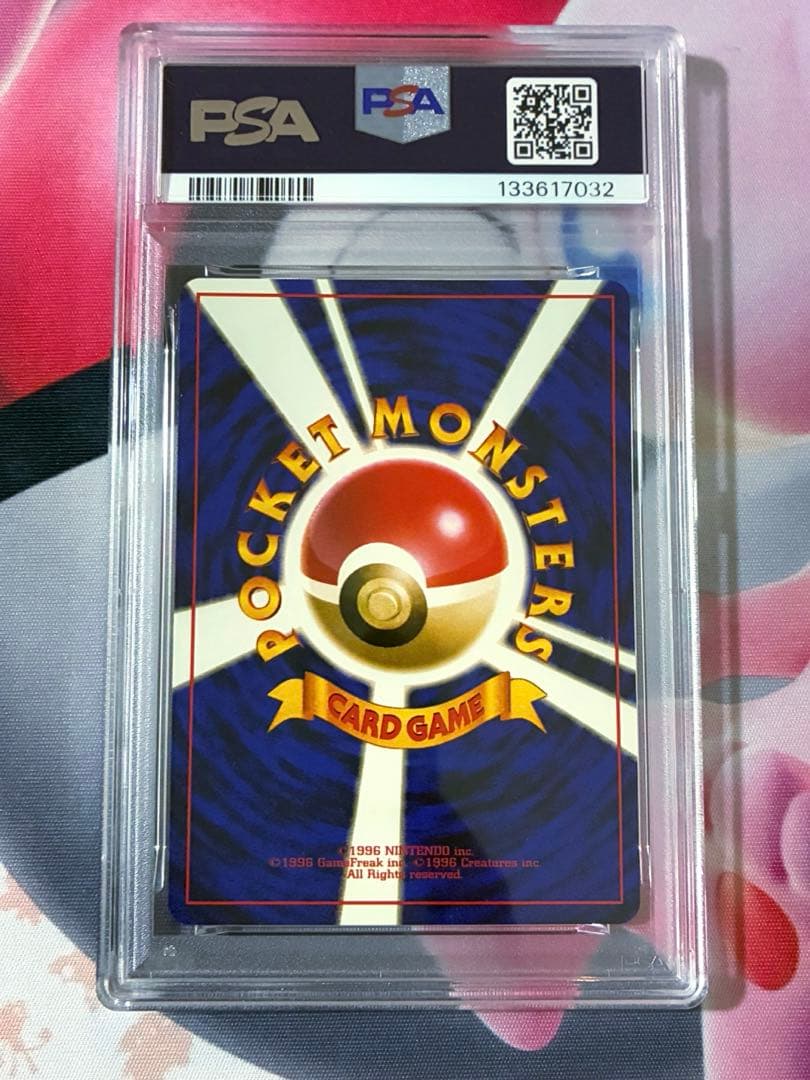 PSA
PSA
133617032
POCKET MONSTERS
CARD GAME
©1996 NINTENDO inc.
©1996 GameFreak inc. ©1996 Creatures inc.
All Rights reserved.